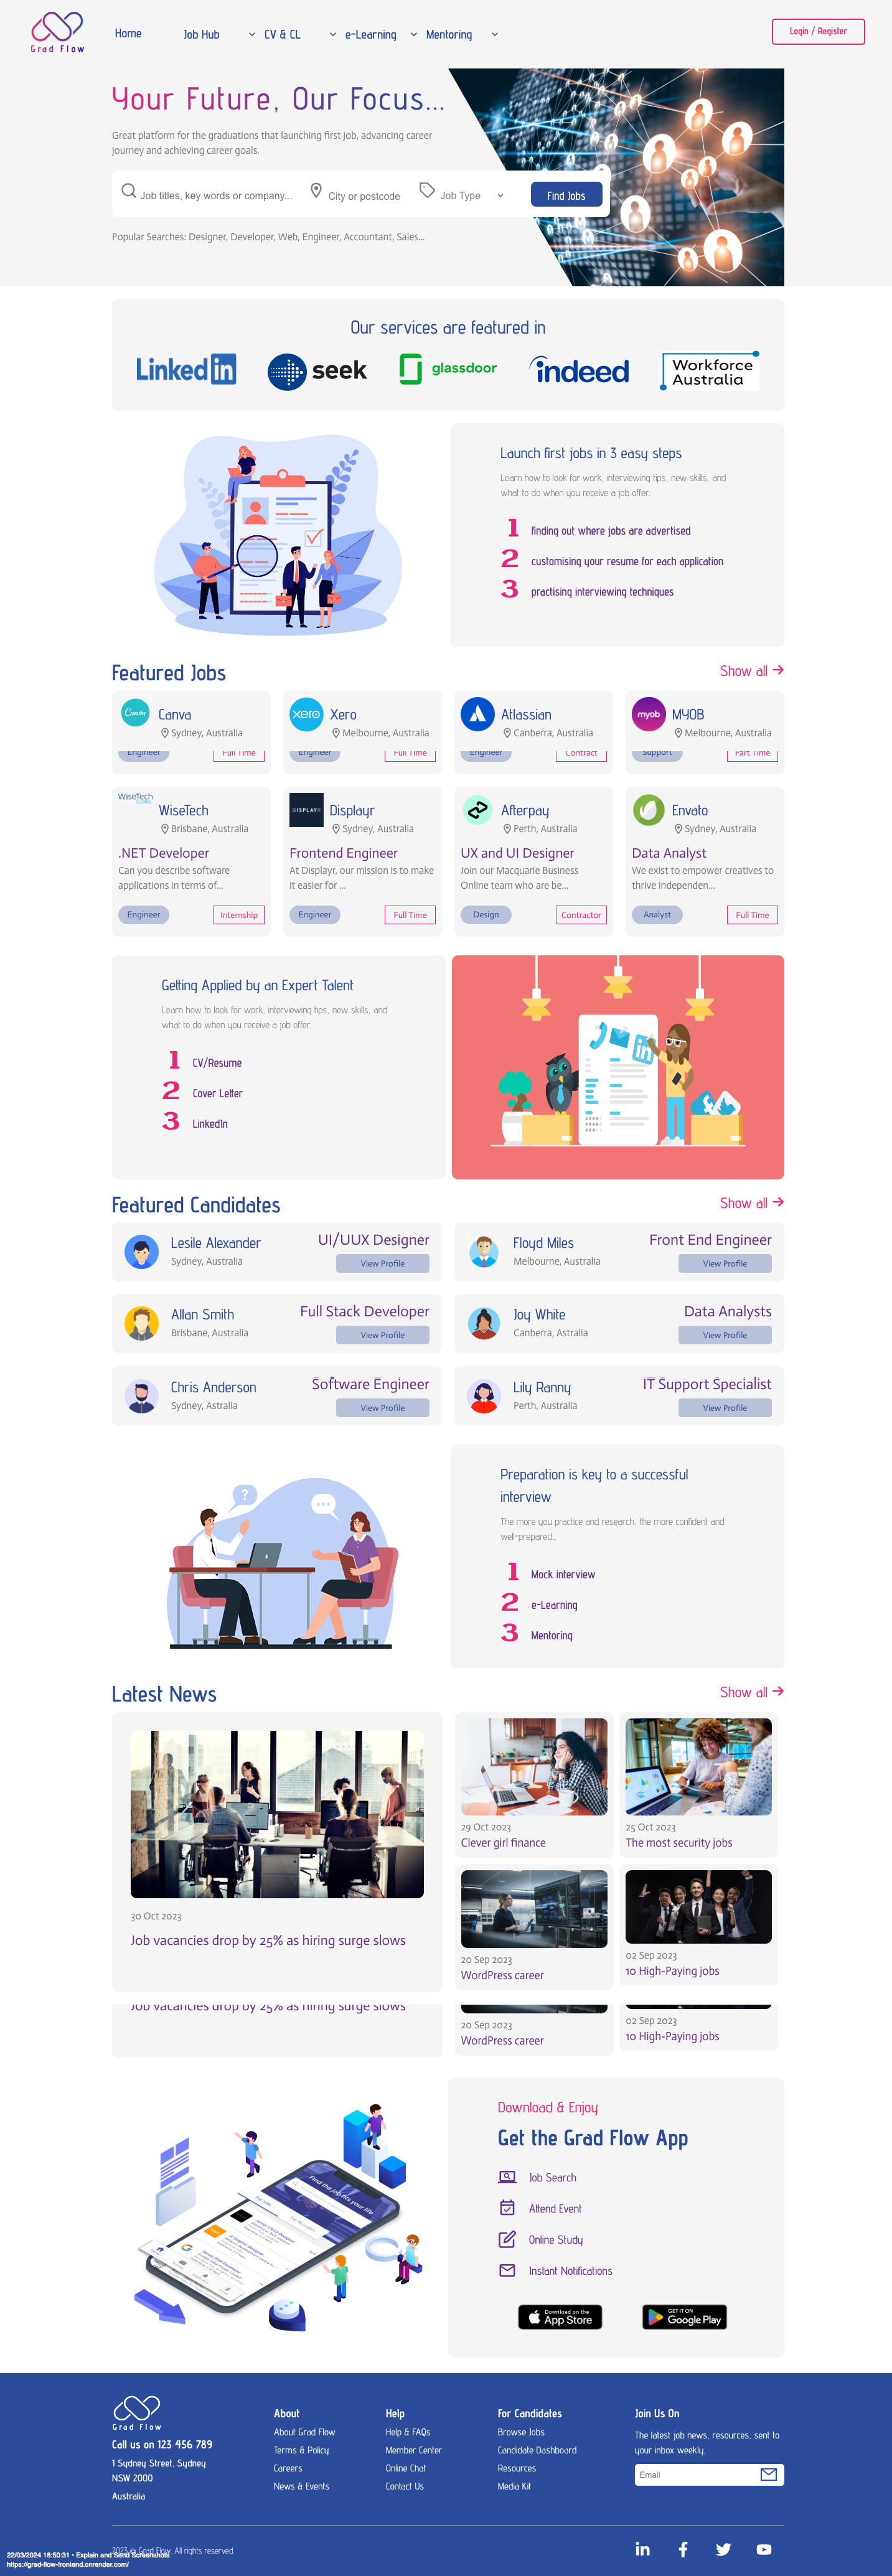 Grad Flow
Home
Job Hub
CV & CL
e-Learning
Mentoring
Login / Register
Your Future, Our Focus...
Great platform for the graduations that launching first job, advancing career
journey and achieving career goals.
Job titles, key words or company...
City or postcode
Job Type
Find Jobs
Popular Searches: Designer, Developer, Web, Engineer, Accountant, Sales...
Our services are featured in
Linkedin
seek
glassdoor
indeed
Workforce
Australia
Launch first jobs in 3 easy steps
Learn how to look for work, interviewing tips, new skills, and
what to do when you receive a job offer.
1 finding out where jobs are advertised
2 customising your resume for each application
3 practising interviewing techniques
Featured Jobs
Show all
Canva
Canva
Sydney, Australia
Engineer
Full Time
xero
Xero
Melbourne, Australia
Engineer
Full Time
Atlassian
Canberra, Australia
Engineer
Contract
myob
MYOB
Melbourne, Australia
Support
Part Time
WiseTech
GLOBAL
WiseTech
Brisbane, Australia
.NET Developer
Can you describe software
applications in terms of...
Engineer
Internship
DISPLAYR
Displayr
Sydney, Australia
Frontend Engineer
At Displayr, our mission is to make
it easier for ...
Engineer
Full Time
Afterpay
Perth, Australia
UX and UI Designer
Join our Macquarie Business
Online team who are be...
Design
Contractor
Envato
Sydney, Australia
Data Analyst
We exist to empower creatives to
thrive independen...
Analyst
Full Time
Getting Applied by an Expert Talent
Learn how to look for work, interviewing tips, new skills, and
what to do when you receive a job offer.
1 CV/Resume
2 Cover Letter
3 LinkedIn
Featured Candidates
Show all
Lesile Alexander
Sydney, Australia
UI/UUX Designer
View Profile
Floyd Miles
Melbourne, Australia
Front End Engineer
View Profile
Allan Smith
Brisbane, Australia
Full Stack Developer
View Profile
Joy White
Canberra, Astralia
Data Analysts
View Profile
Chris Anderson
Sydney, Astralia
Software Engineer
View Profile
Lily Ranny
Perth, Australia
IT Support Specialist
View Profile
Preparation is key to a successful
interview
The more you practice and research, the more confident and
well-prepared..
1 Mock interview
2 e-Learning
3 Mentoring
Latest News
Show all
30 Oct 2023
Job vacancies drop by 25% as hiring surge slows
29 Oct 2023
Clever girl finance
25 Oct 2023
The most security jobs
20 Sep 2023
WordPress career
02 Sep 2023
10 High-Paying jobs
Job vacancies drop by 25% as hiring surge slows
20 Sep 2023
WordPress career
02 Sep 2023
10 High-Paying jobs
Find the job fits your life
Download & Enjoy
Get the Grad Flow App
Job Search
Attend Event
Online Study
Instant Notifications
Download on the
App Store
GET IT ON
Google Play
Grad Flow
Call us on 123 456 789
1 Sydney Street, Sydney
NSW 2000
Australia
About
About Grad Flow
Terms & Policy
Careers
News & Events
Help
Help & FAQs
Member Center
Online Chat
Contact Us
For Candidates
Browse Jobs
Candidate Dashboard
Resources
Media Kit
Join Us On
The latest job news, resources, sent to
your inbox weekly.
Email
2023 © Grad Flow. All rights reserved.
22/03/2024 18:50:31 - Explain and Send Screenshots
https://grad-flow-frontend.onrender.com/